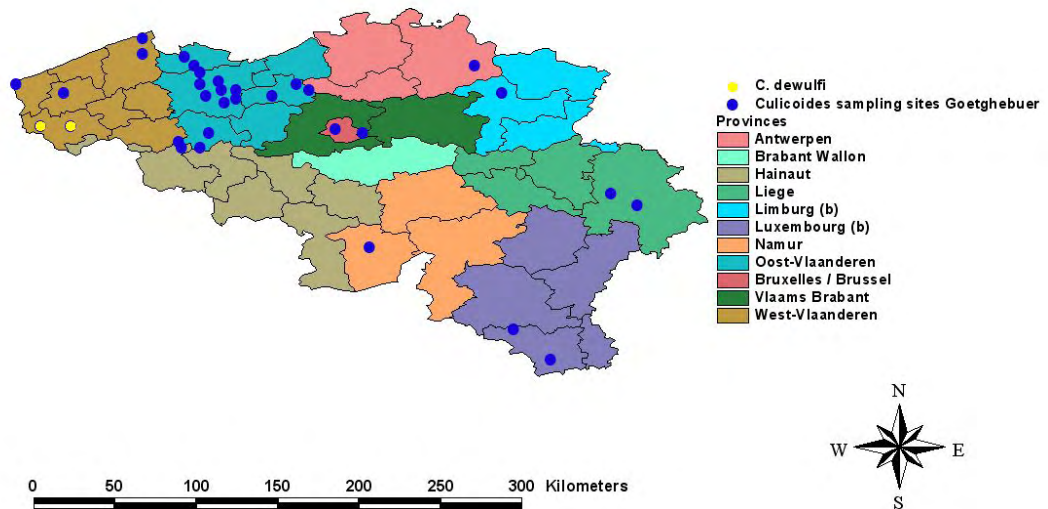 C. dewulfi
Culicoides sampling sites Goetghebuer
Provinces
Antwerpen
Brabant Wallon
Hainaut
Liege
Limburg (b)
Luxembourg (b)
Namur
Oost-Vlaanderen
Bruxelles / Brussel
Vlaams Brabant
West-Vlaanderen
N
W E
S
0 50 100 150 200 250 300 Kilometers